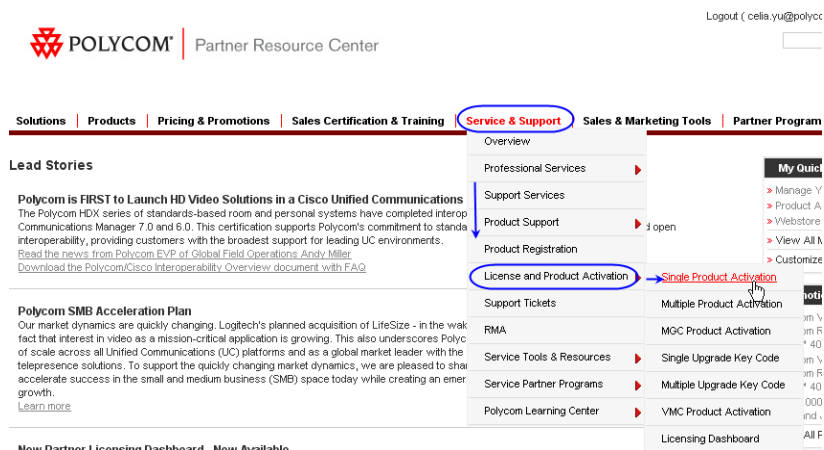 Logout ( celia.yu@polyco
POLYCOM® Partner Resource Center
Solutions | Products | Pricing & Promotions | Sales Certification & Training | Service & Support | Sales & Marketing Tools | Partner Program
Lead Stories
Polycom is FIRST to Launch HD Video Solutions in a Cisco Unified Communications
The Polycom HDX series of standards-based room and personal systems have completed interop
Communications Manager 7.0 and 6.0. This certification supports Polycom's commitment to standa
d open
interoperability, providing customers with the broadest support for leading UC environments.
Read the news from Polycom EVP of Global Field Operations Andy Miller
Download the Polycom/Cisco Interoperability Overview document with FAQ
Polycom SMB Acceleration Plan
Our market dynamics are quickly changing. Logitech's planned acquisition of LifeSize - in the wak
fact that interest in video as a mission-critical application is growing. This also underscores Polyc
of scale across all Unified Communications (UC) platforms and as a global market leader with the
telepresence solutions. To support the quickly changing market dynamics, we are pleased to shar
accelerate success in the small and medium business (SMB) space today while creating an emer
growth.
Learn more
New Partner Licensing Dashboard - Now Available
Overview
Professional Services
Support Services
Product Support
Product Registration
License and Product Activation
Support Tickets
RMA
Service Tools & Resources
Service Partner Programs
Polycom Learning Center
Single Product Activation
Multiple Product Activation
MGC Product Activation
Single Upgrade Key Code
Multiple Upgrade Key Code
VMC Product Activation
Licensing Dashboard
My Quick
Manage Y
Product A
Webstore
View All M
Customize